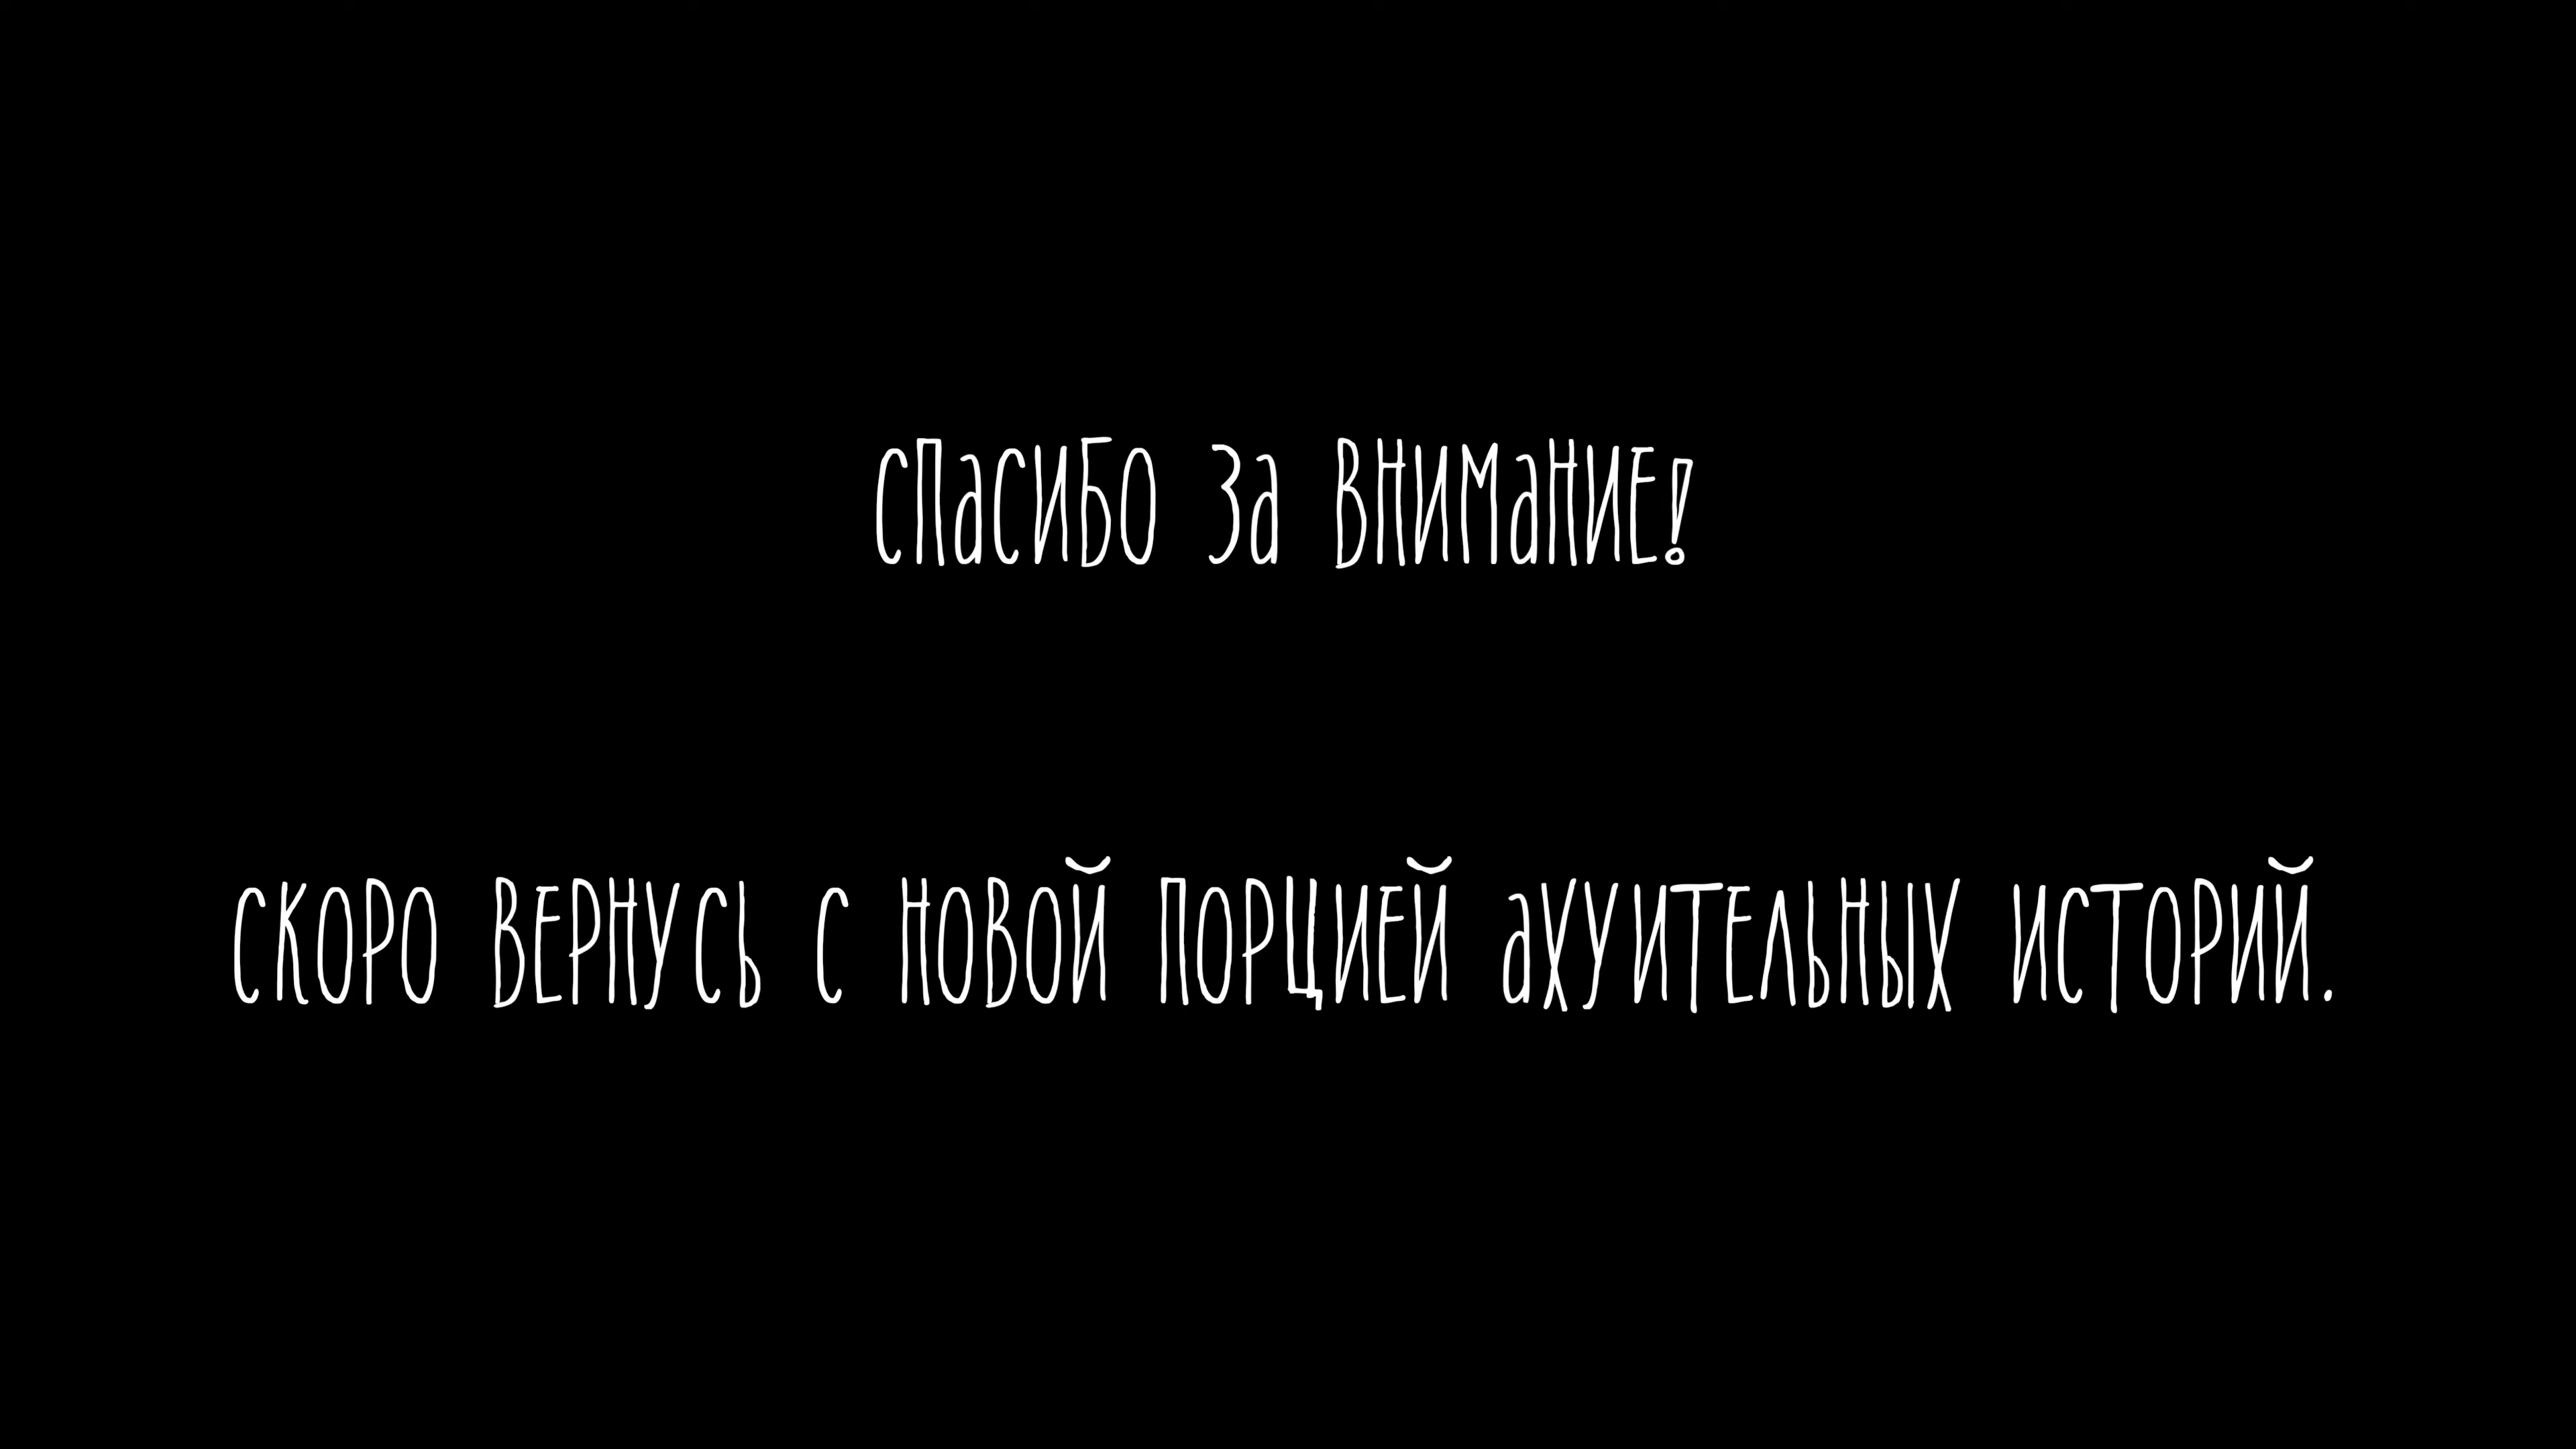 Спасибо за внимание!
Скоро вернусь с новой порцией ахуительных историй.